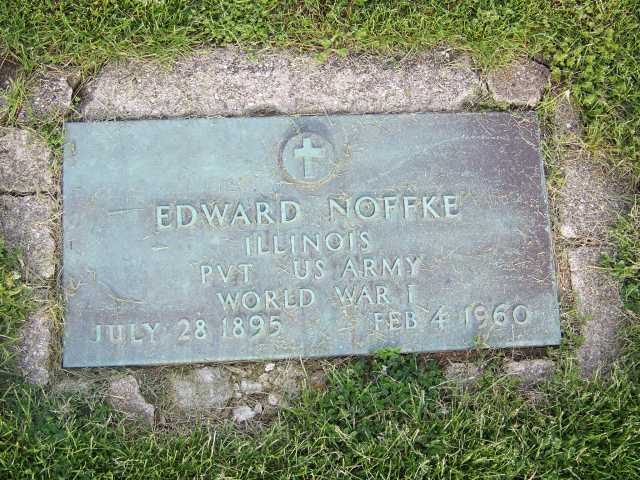 EDWARD NOFFKE
ILLINOIS
PVT US ARMY
WORLD WAR I
JULY 28 1895 FEB 4 1960